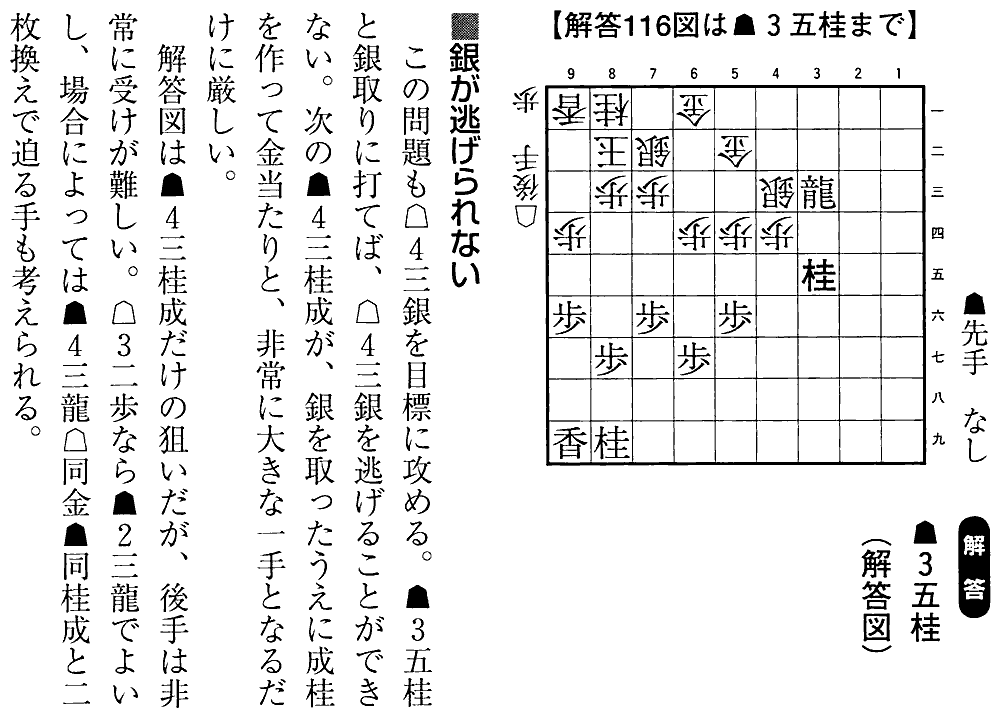 解答
☗3五桂
(解答図)
【解答116図は☗3五桂まで】
☗先手 なし
9 8 7 6 5 4 3 2 1
香桂　金　　　　　一
　王銀　金　　　　二
　歩歩　　銀龍　　三
歩　　歩歩歩　　　四
　　　　　　桂　　五
歩　歩　歩　　　　六
　歩　歩　　　　　七
八
香桂　　　　　　　九
☖後手 歩
■銀が逃げられない
この問題も☖4三銀を目標に攻める。☗3五桂
と銀取りに打てば、☖4三銀を逃げることができ
ない。次の☗4三桂成が、銀を取ったうえに成桂
を作って金当たりと、非常に大きな一手となるだ
けに厳しい。
解答図は☗4三桂成だけの狙いだが、後手は非
常に受けが難しい。☖3二歩なら☗2三龍でよい
し、場合によっては☗4三龍☖同金☗同桂成と二
枚換えで迫る手も考えられる。